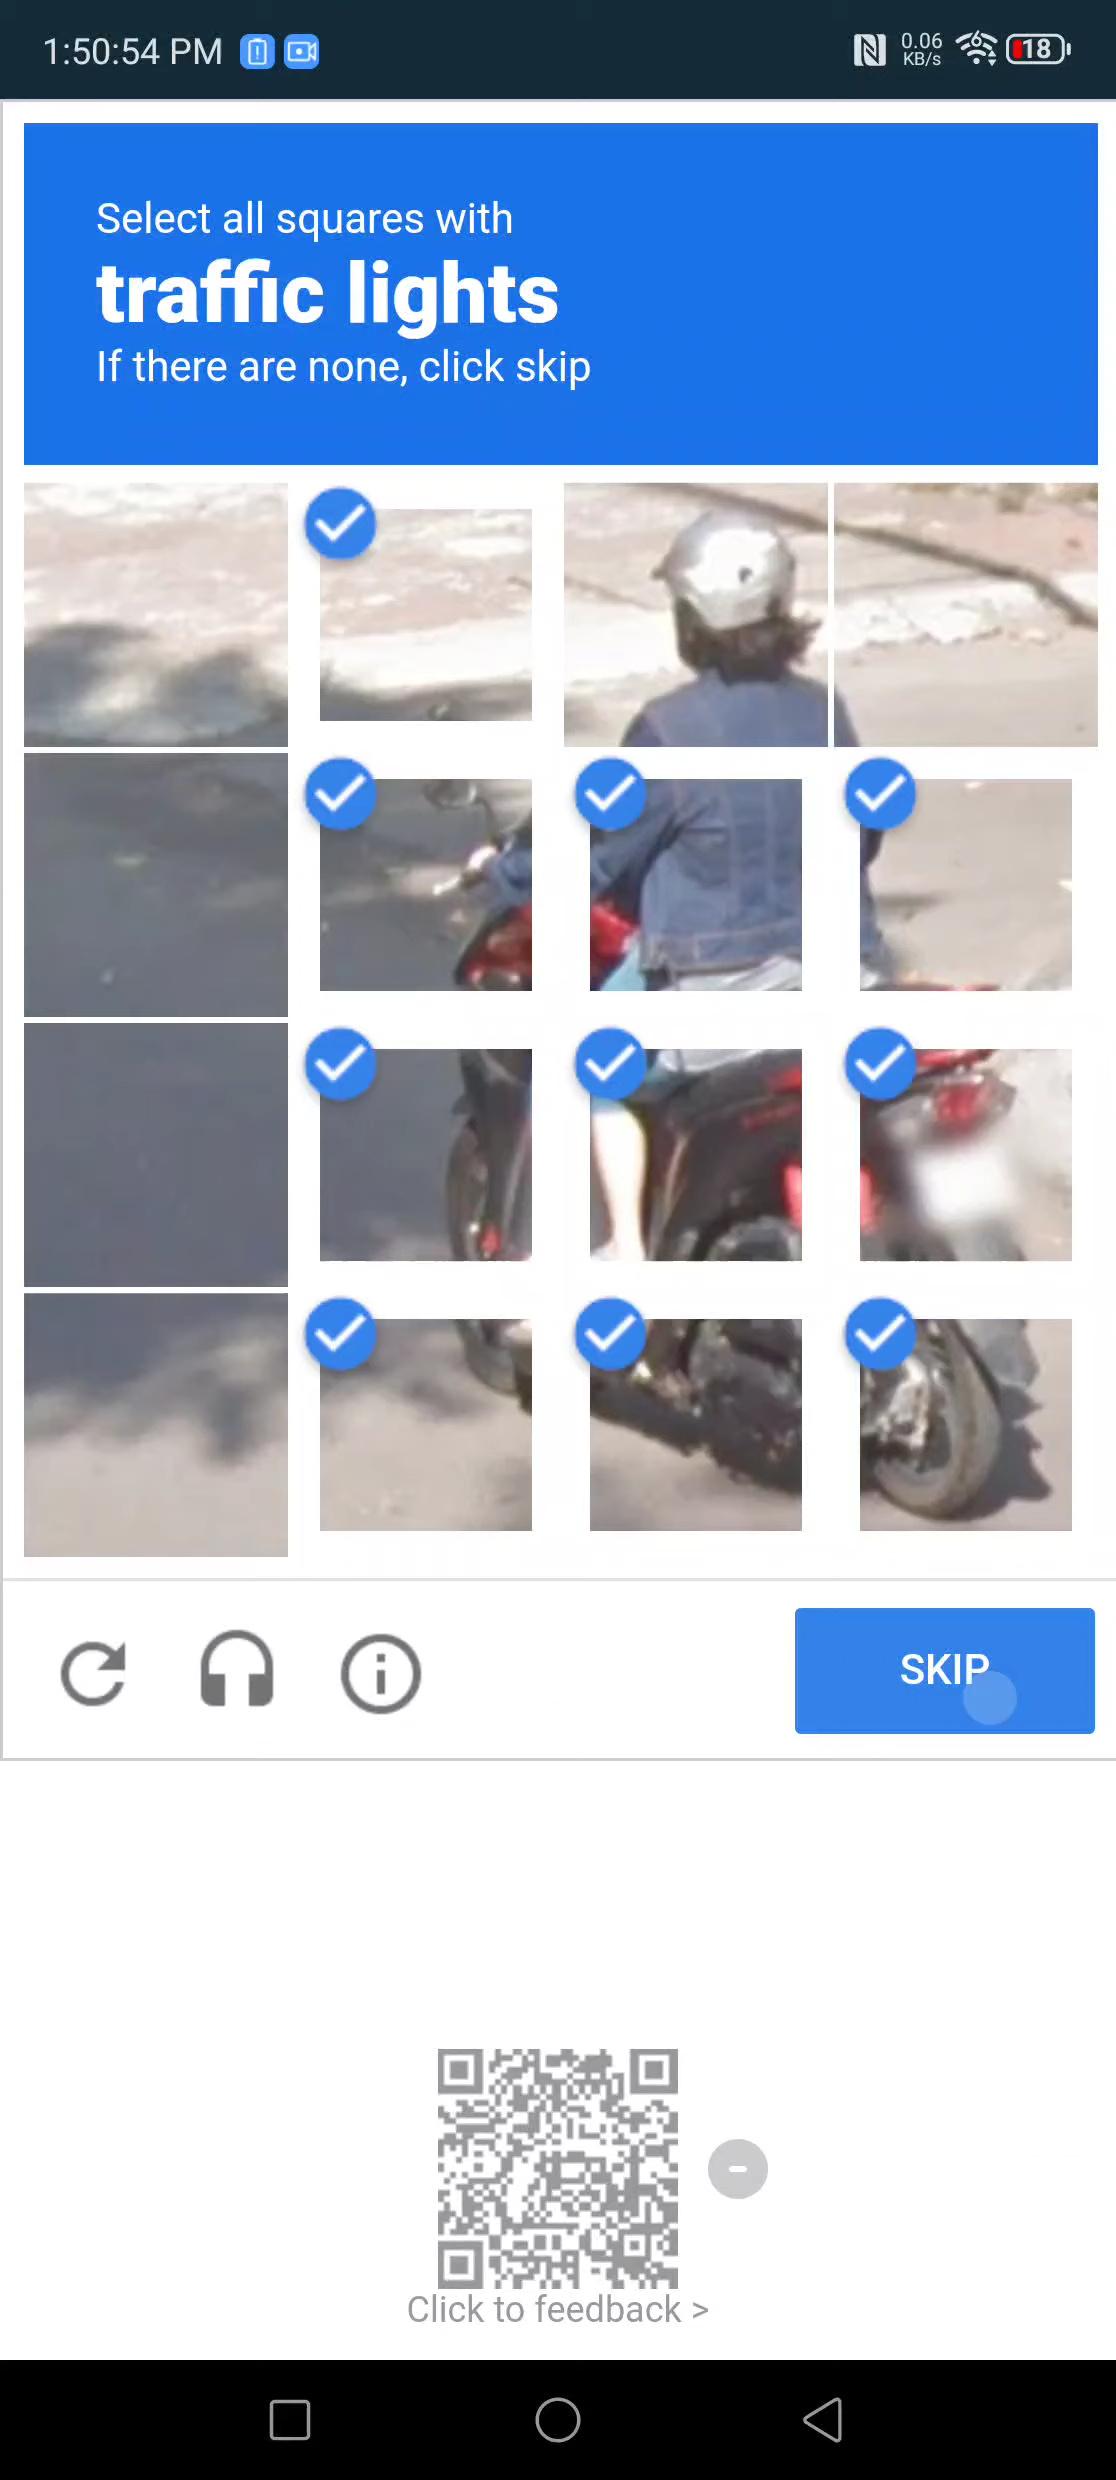 1:50:54 PM
0.06
KB/s
6
18
Select all squares with
traffic lights
If there are none, click skip
SKIP
Click to feedback >